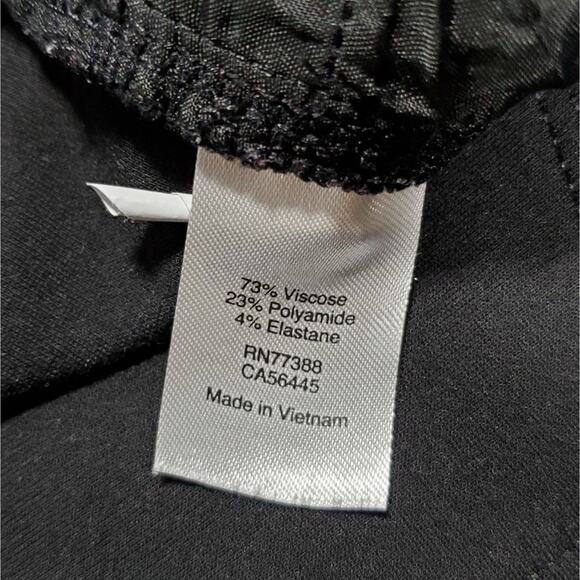 73% Viscose
23% Polyamide
4% Elastane
RN77388
CA56445
Made in Vietnam